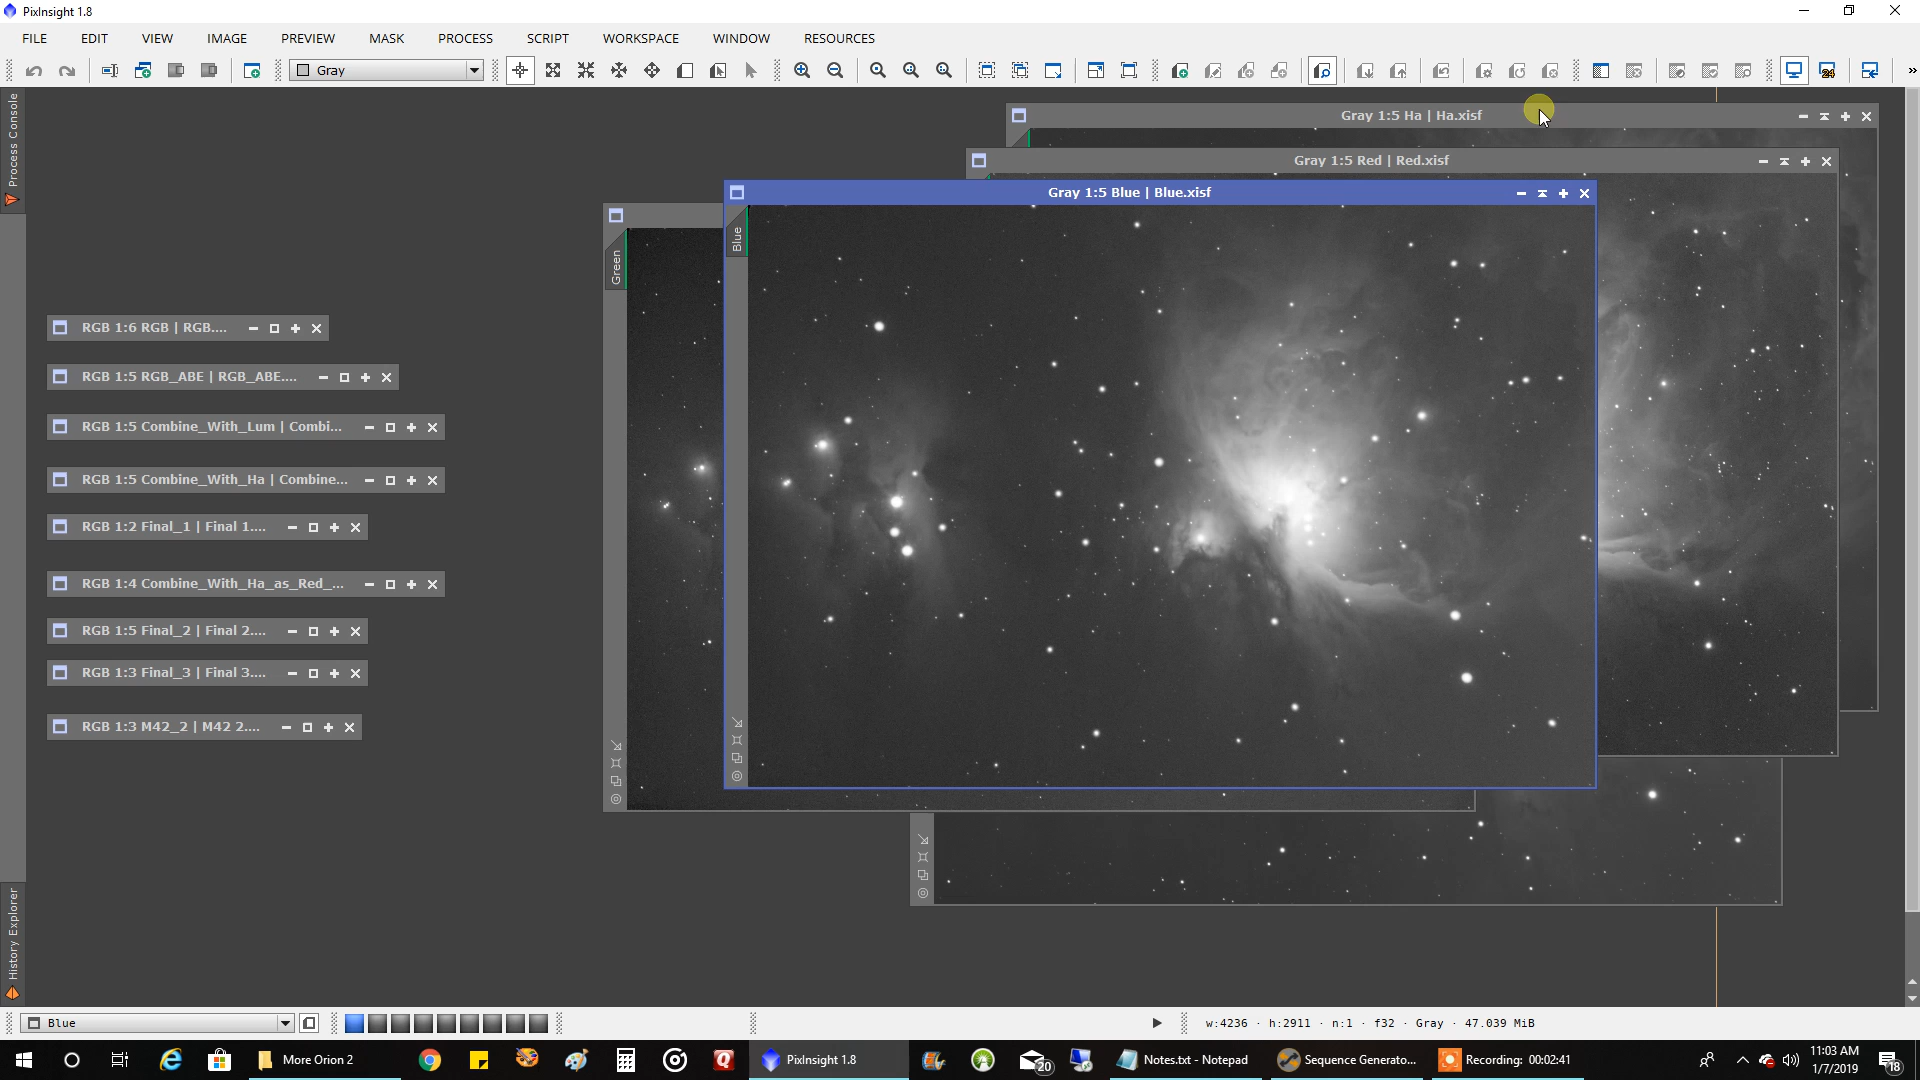 PixInsight 1.8
FILE EDIT VIEW IMAGE PREVIEW MASK PROCESS SCRIPT WORKSPACE WINDOW RESOURCES
Gray
24
Process Console
Gray 1:5 Ha | Ha.xisf
Gray 1:5 Red | Red.xisf
Gray 1:5 Blue | Blue.xisf
Blue
Green
RGB 1:6 RGB | RGB....
RGB 1:5 RGB_ABE | RGB_ABE....
RGB 1:5 Combine_With_Lum | Combi...
RGB 1:5 Combine_With_Ha | Combine...
RGB 1:2 Final_1 | Final 1....
RGB 1:4 Combine_With_Ha_as_Red_...
RGB 1:5 Final_2 | Final 2....
RGB 1:3 Final_3 | Final 3....
RGB 1:3 M42_2 | M42 2....
History Explorer
Blue
w:4236 · h:2911 · n:1 · f32 · Gray · 47.039 MiB
More Orion 2
PixInsight 1.8
20
Notes.txt - Notepad
Sequence Generato...
Recording: 00:02:41
11:03 AM
1/7/2019
18